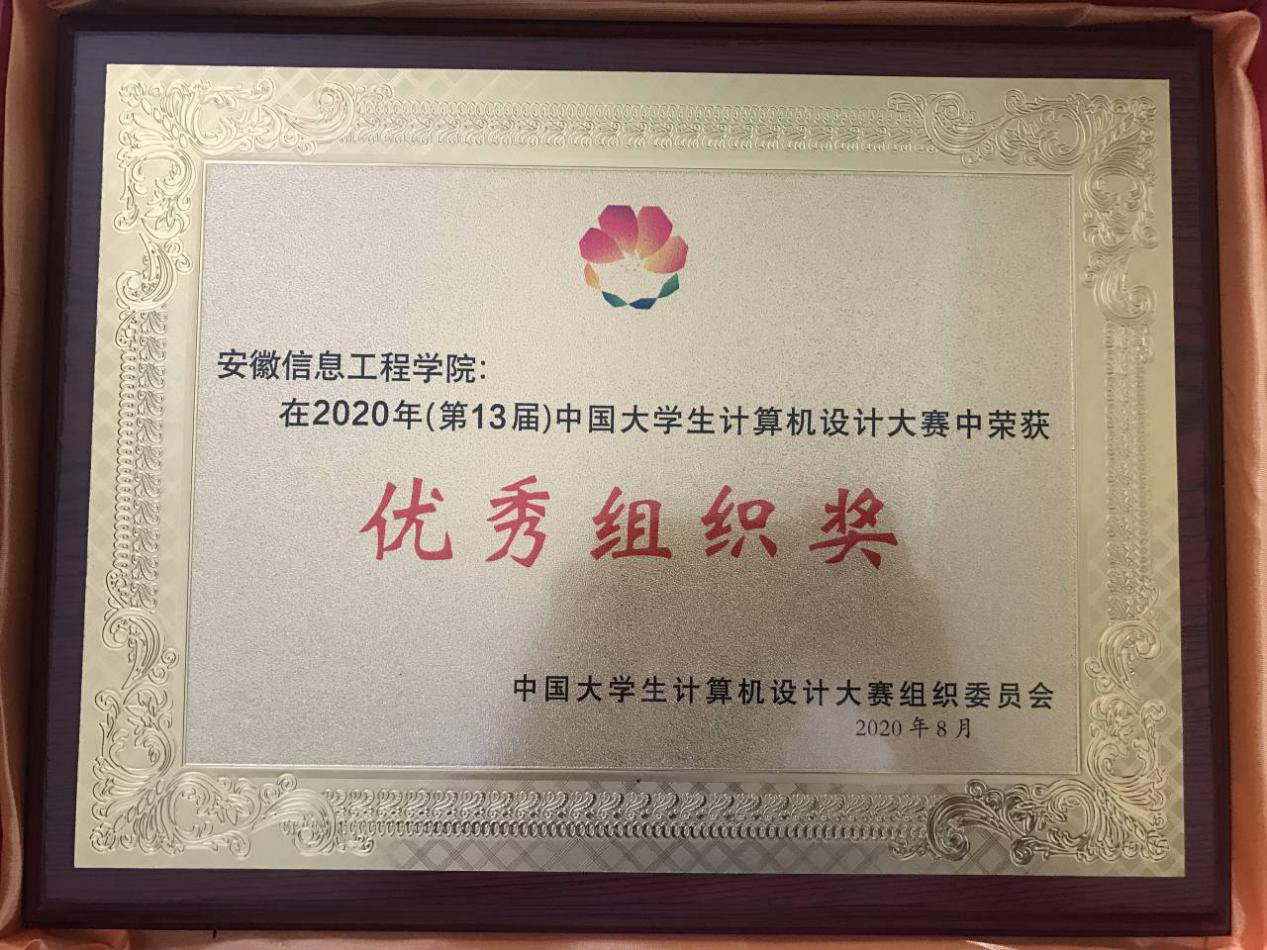 安徽信息工程学院:
在2020年(第13届)中国大学生计算机设计大赛中荣获
优秀组织奖
中国大学生计算机设计大赛组织委员会
2020年8月